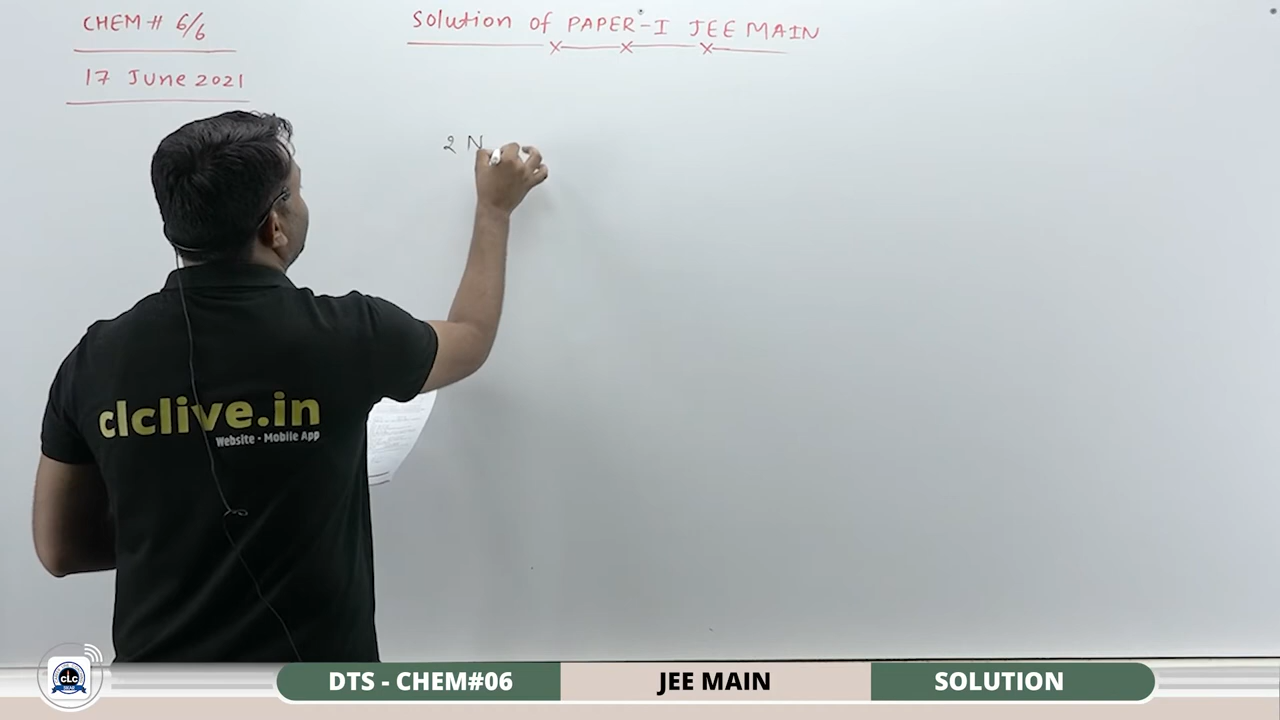 CHEM # 6/6
Solution of PAPER-I JEE MAIN
17 June 2021
2 N
clclive.in
Website • Mobile App
CLC
DTS - CHEM#06
JEE MAIN
SOLUTION